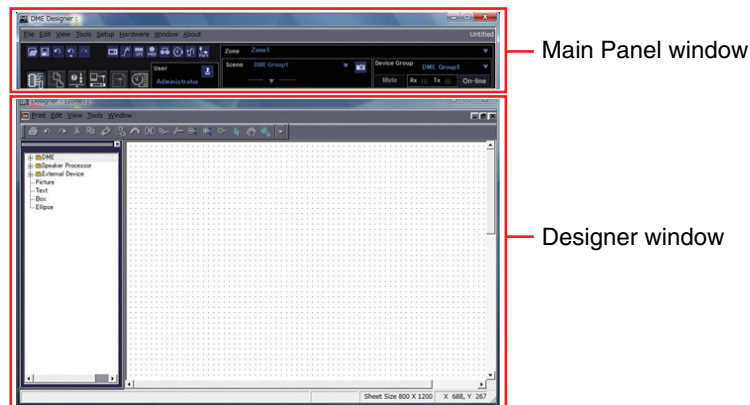 DME Designer :
File Edit View Tools Setup Hardware Window About Untitled
Main Panel window
Zone Zone1
User
Administrator
Scene DME Group1
Device Group DME Group1
Mute Rx Tx On-line
Designer - [Zone1]
Print Edit View Tools Window
DME
Speaker Processor
External Device
Picture
Text
Box
Ellipse
Designer window
Sheet Size 800 X 1200 X 688, Y 267